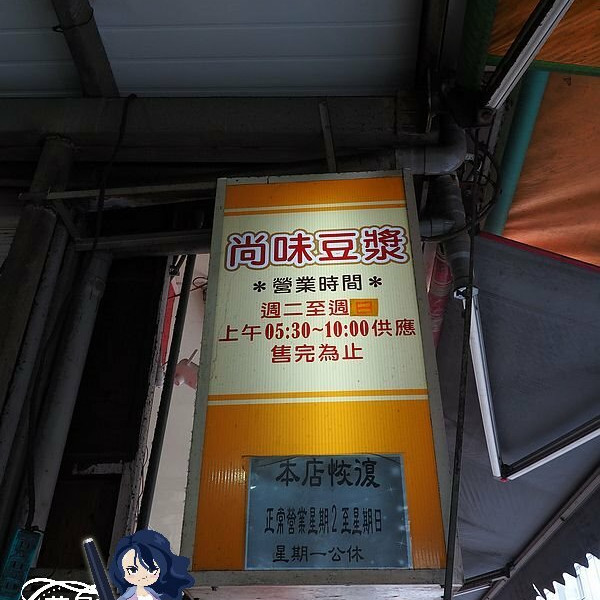 尚味豆漿
＊營業時間＊
週二至週日
上午05:30~10:00供應
售完為止
本店恢復
正常營業星期2至星期日
星期一公休